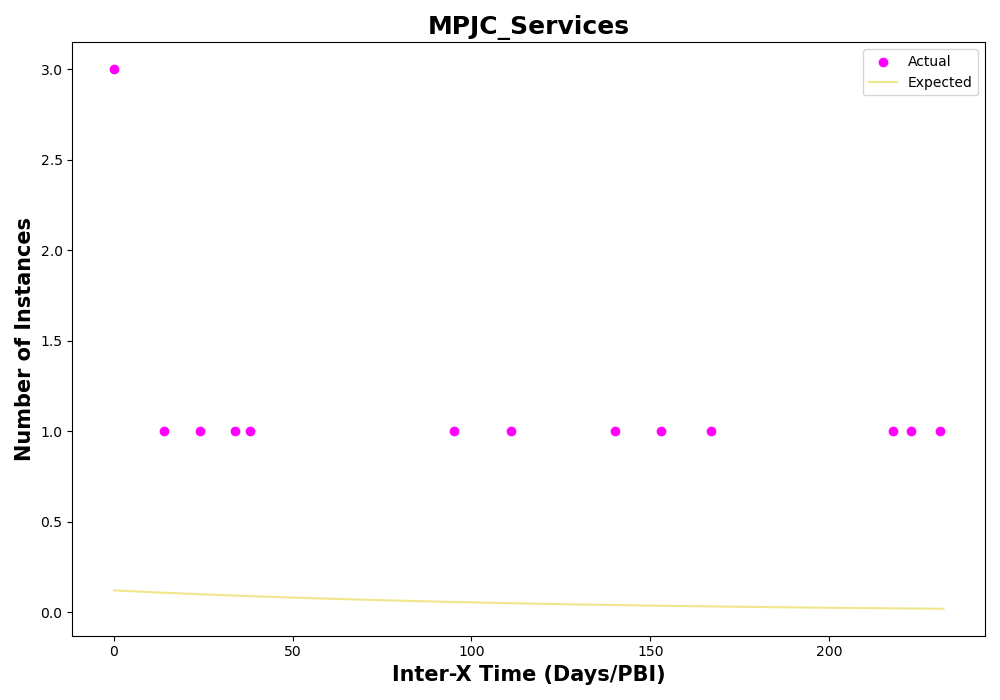 MPJC_Services
Actual
Expected
3.0
2.5
2.0
1.5
1.0
0.5
0.0
Number of Instances
0
50
100
150
200
Inter-X Time (Days/PBI)